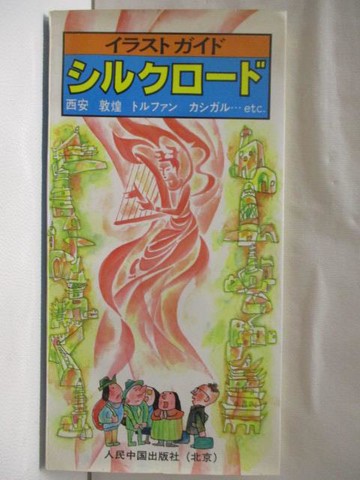 イラストガイド
シルクロード
西安 敦煌 トルファン カシガル…etc.
人民中国出版社（北京）